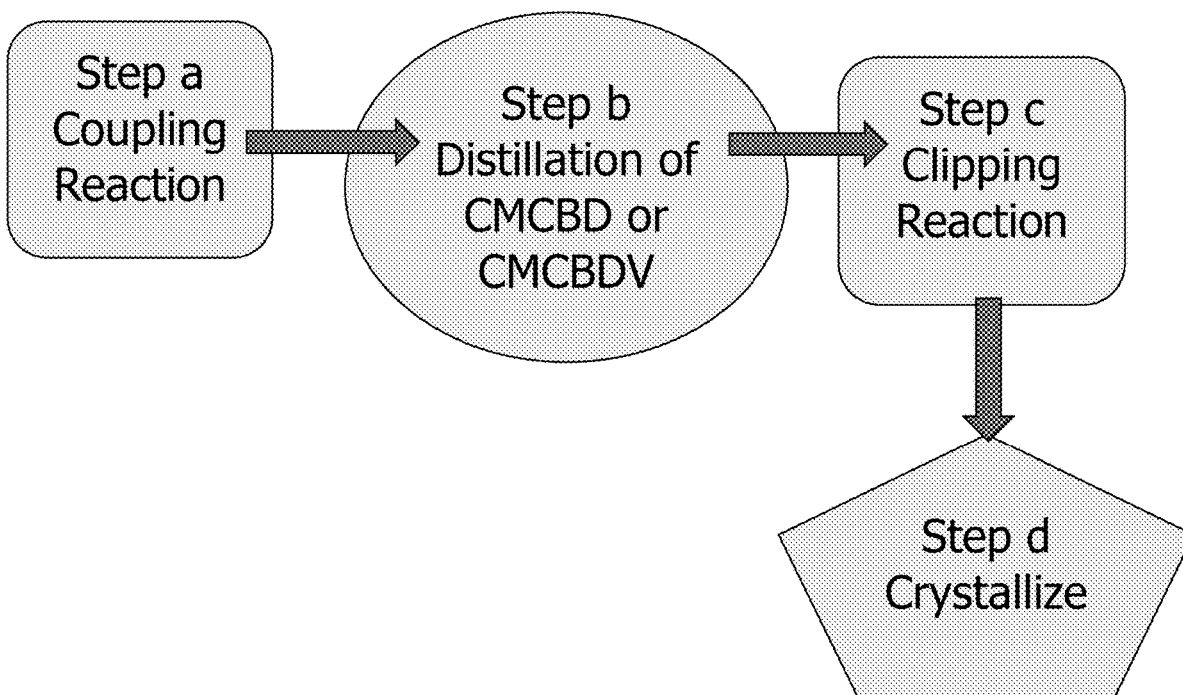 Step a
Coupling
Reaction
Step b
Distillation of
CMCBD or
CMCBDV
Step c
Clipping
Reaction
Step d
Crystallize